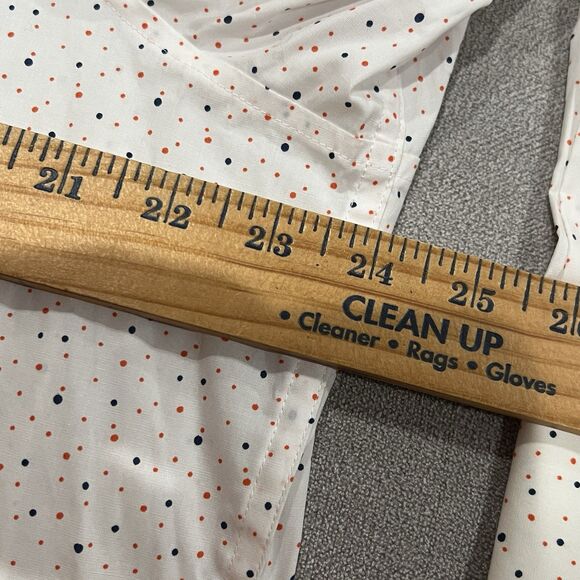 21 22 23 24 25 26
CLEAN UP
• Cleaner • Rags • Gloves